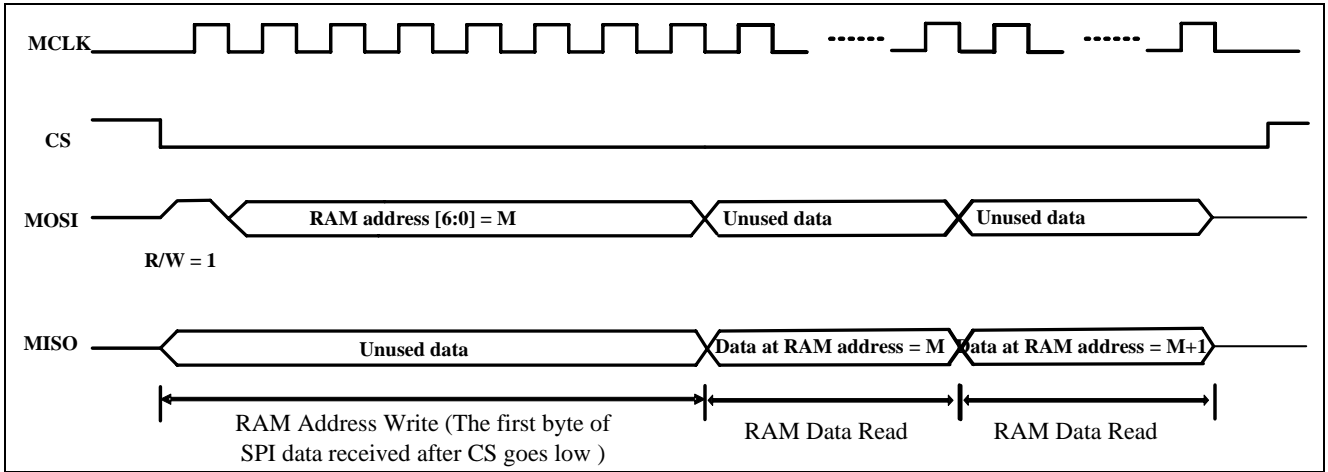 MCLK
CS
MOSI
RAM address [6:0] = M
Unused data
Unused data
R/W = 1
MISO
Unused data
Data at RAM address = M
Data at RAM address = M+1
RAM Address Write (The first byte of
SPI data received after CS goes low )
RAM Data Read
RAM Data Read